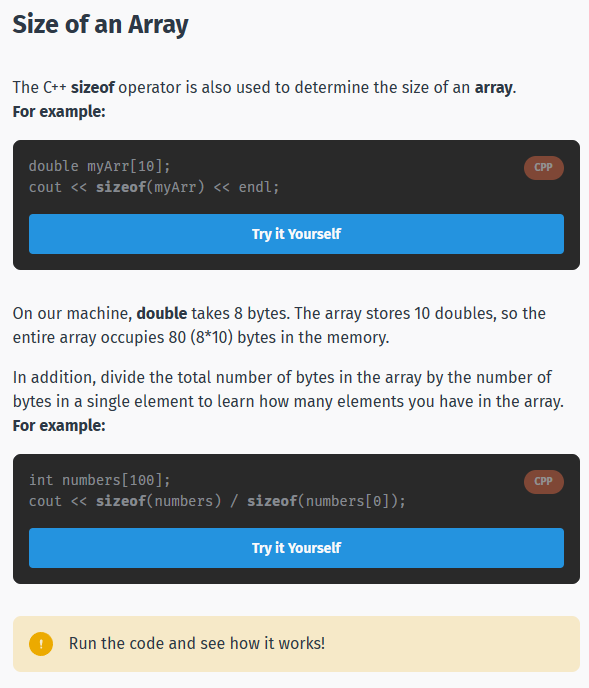 Size of an Array
The C++ sizeof operator is also used to determine the size of an array.
For example:
double myArr[10];
CPP
cout << sizeof(myArr) << endl;
Try it Yourself
On our machine, double takes 8 bytes. The array stores 10 doubles, so the
entire array occupies 80 (8*10) bytes in the memory.
In addition, divide the total number of bytes in the array by the number of
bytes in a single element to learn how many elements you have in the array.
For example:
int numbers[100];
CPP
cout << sizeof(numbers) / sizeof(numbers[0]);
Try it Yourself
! Run the code and see how it works!